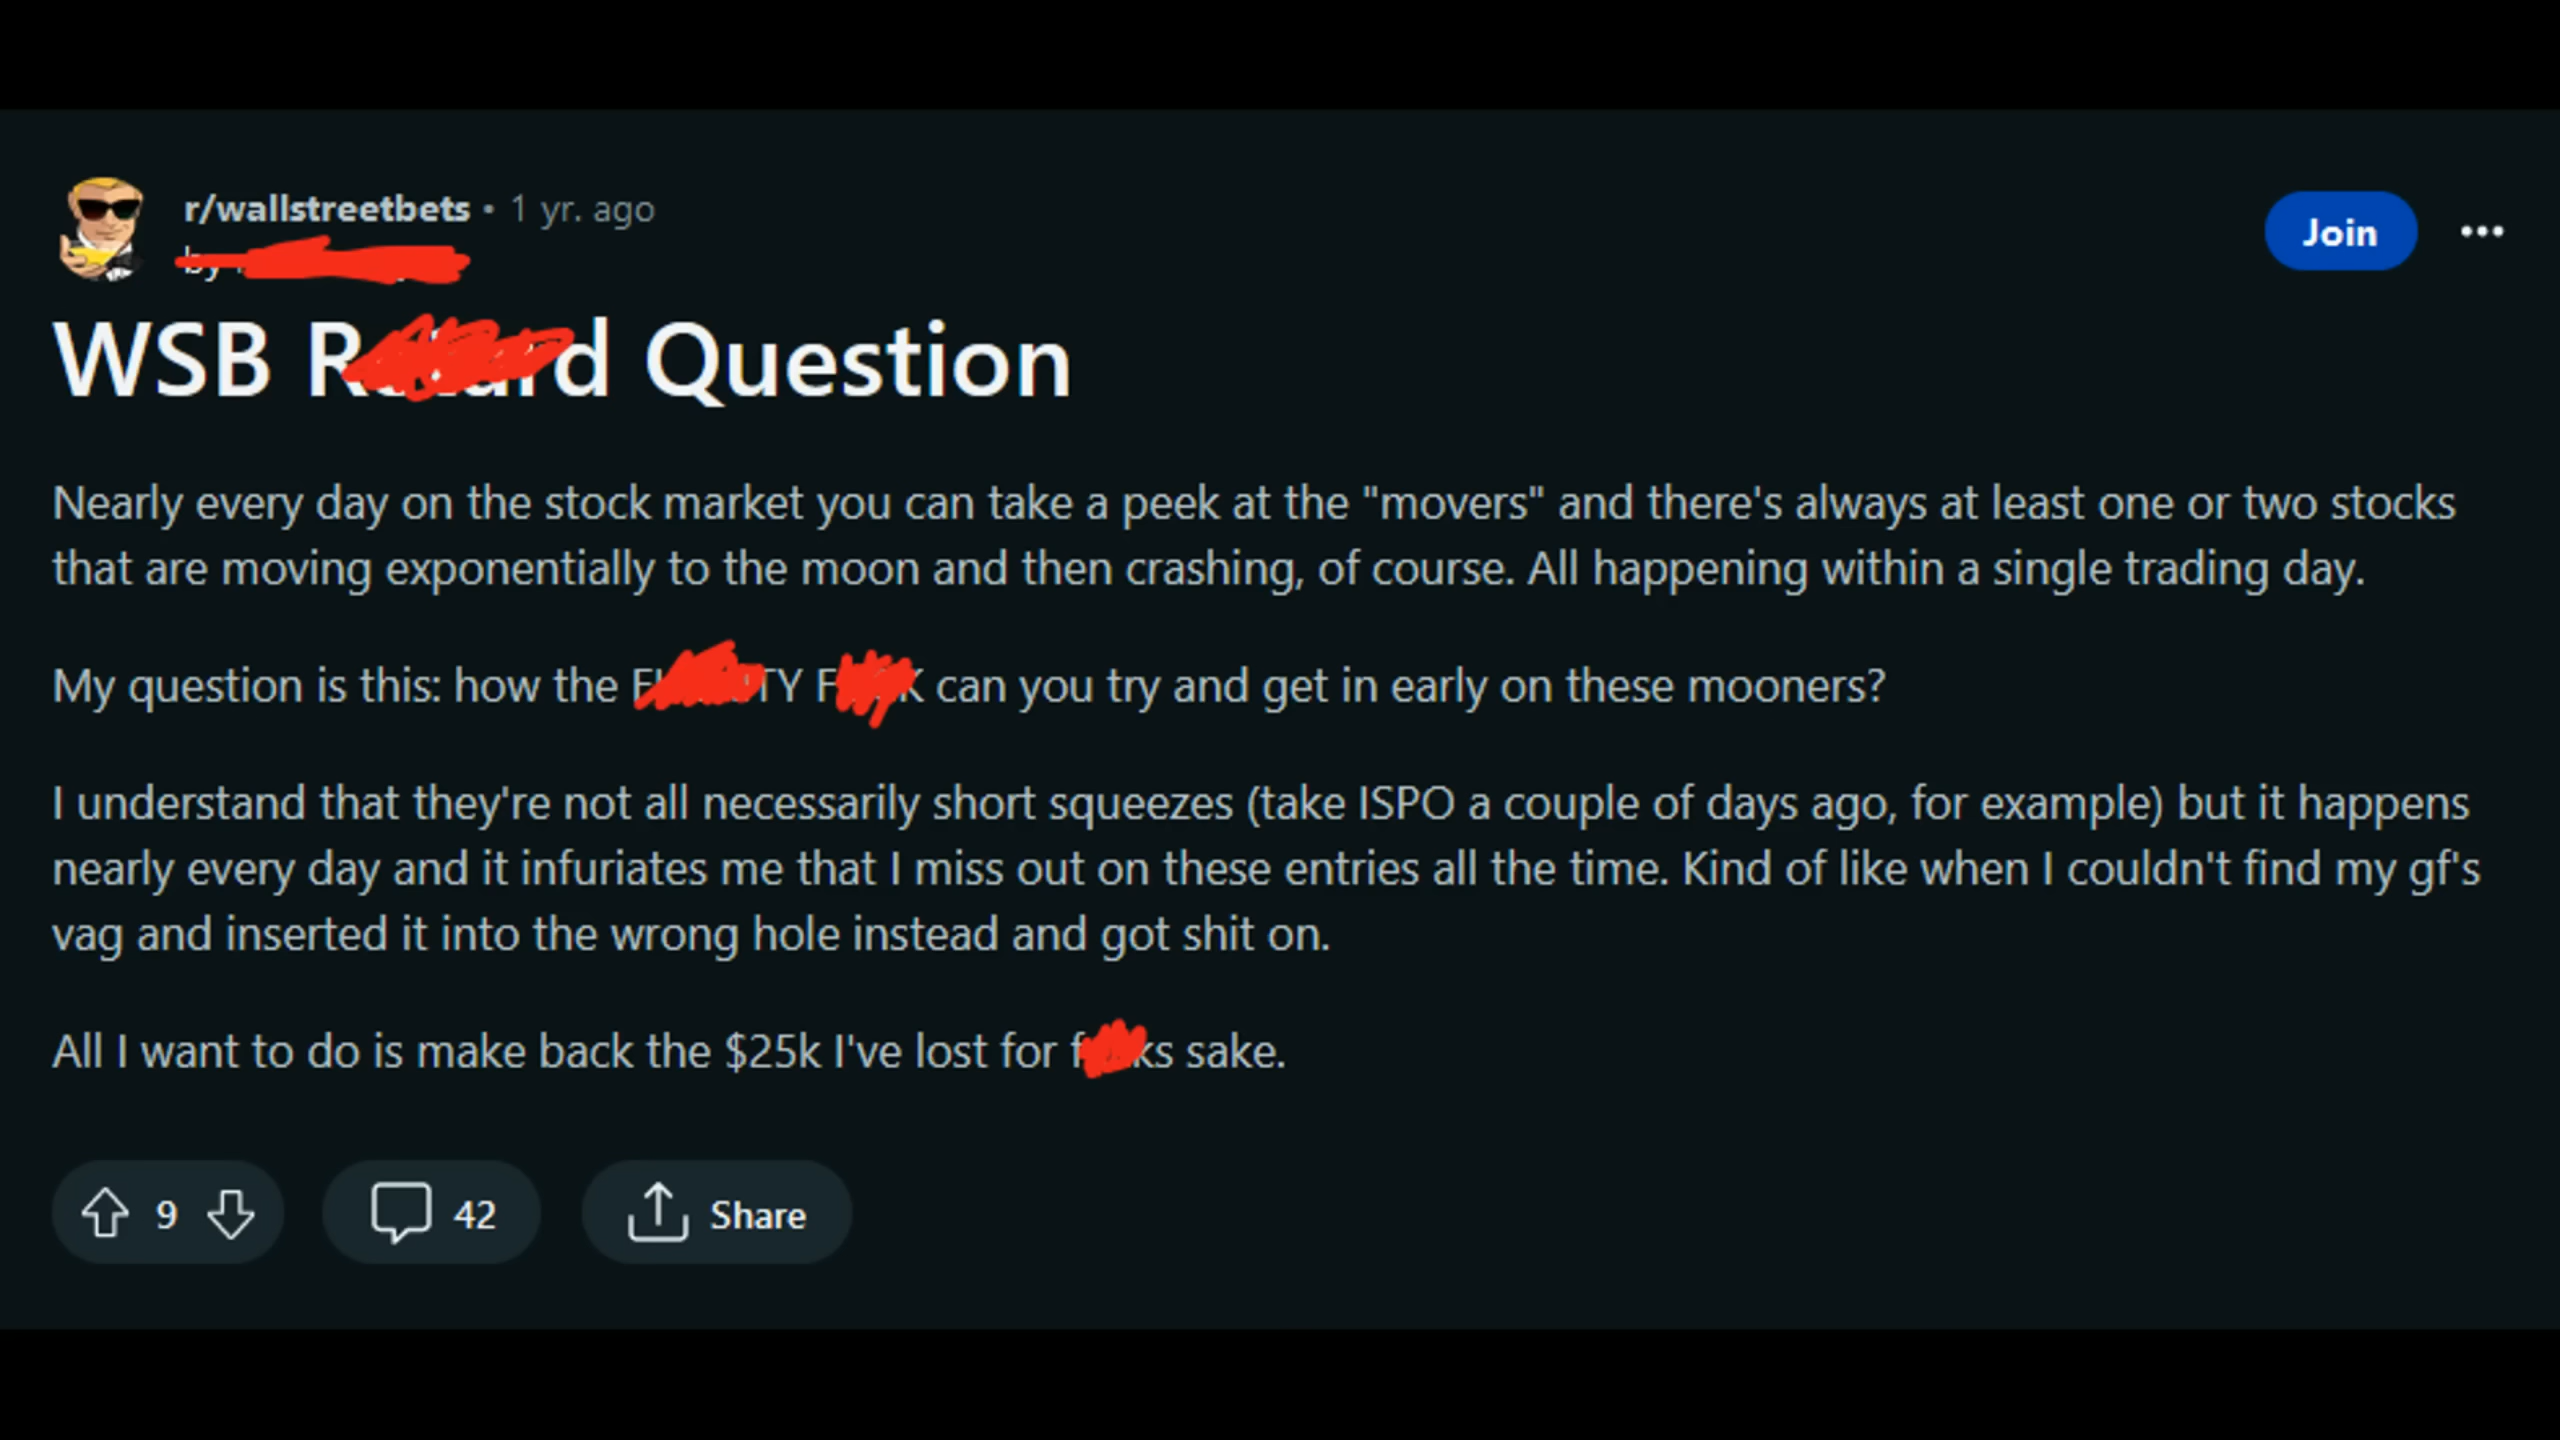 r/wallstreetbets • 1 yr. ago
by
WSB Question
Nearly every day on the stock market you can take a peek at the "movers" and there's always at least one or two stocks
that are moving exponentially to the moon and then crashing, of course. All happening within a single trading day.
My question is this: how the can you try and get in early on these mooners?
I understand that they're not all necessarily short squeezes (take ISPO a couple of days ago, for example) but it happens
nearly every day and it infuriates me that I miss out on these entries all the time. Kind of like when I couldn't find my gf's
vag and inserted it into the wrong hole instead and got shit on.
All I want to do is make back the $25k I've lost for sake.
9
42
Share
Join